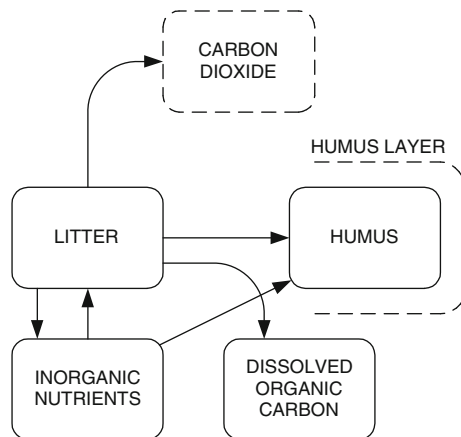 CARBON
DIOXIDE
HUMUS LAYER
LITTER
HUMUS
INORGANIC
NUTRIENTS
DISSOLVED
ORGANIC
CARBON